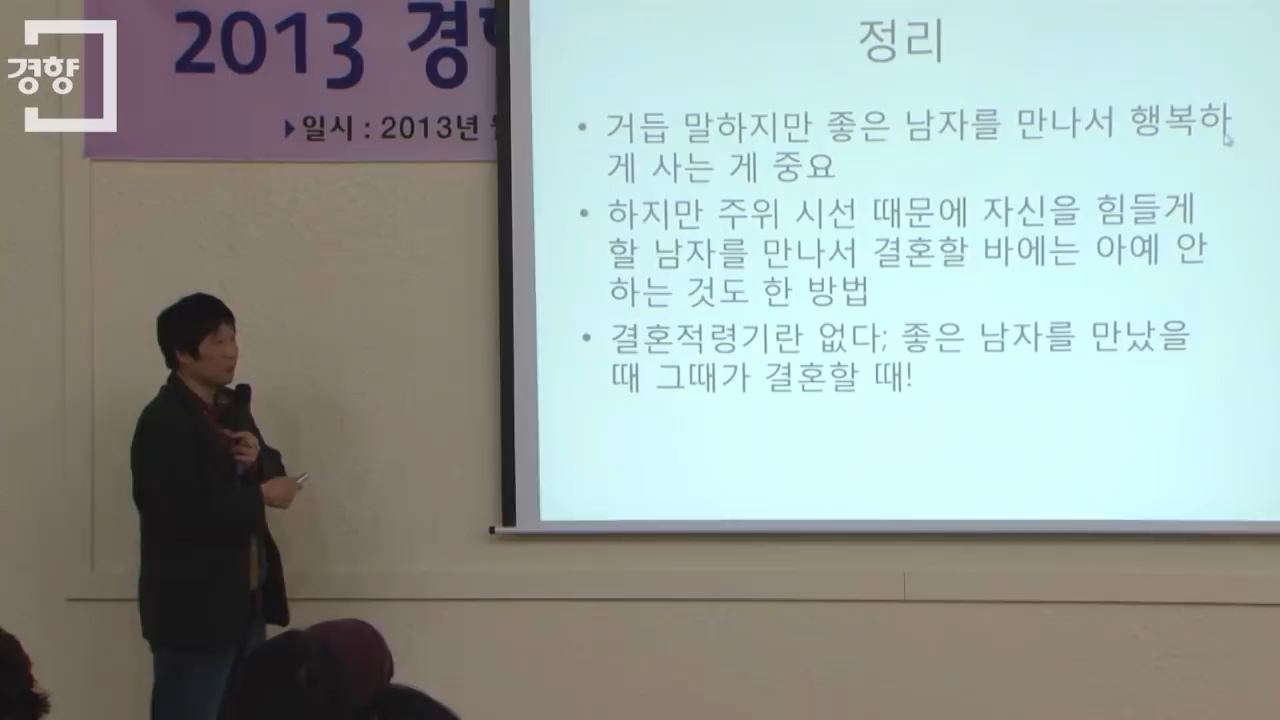 경향
2013 경향
일시 : 2013년
정리
• 거듭 말하지만 좋은 남자를 만나서 행복하
게 사는 게 중요
• 하지만 주위 시선 때문에 자신을 힘들게
할 남자를 만나서 결혼할 바에는 아예 안
하는 것도 한 방법
• 결혼적령기란 없다; 좋은 남자를 만났을
때 그때가 결혼할 때!